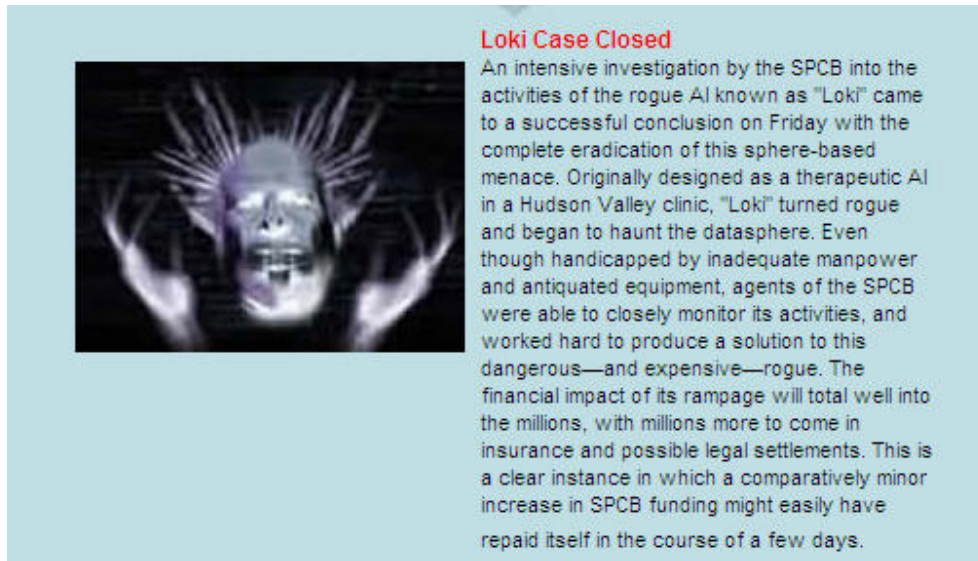 Loki Case Closed
An intensive investigation by the SPCB into the
activities of the rogue AI known as "Loki" came
to a successful conclusion on Friday with the
complete eradication of this sphere-based
menace. Originally designed as a therapeutic AI
in a Hudson Valley clinic, "Loki" turned rogue
and began to haunt the datasphere. Even
though handicapped by inadequate manpower
and antiquated equipment, agents of the SPCB
were able to closely monitor its activities, and
worked hard to produce a solution to this
dangerous—and expensive—rogue. The
financial impact of its rampage will total well into
the millions, with millions more to come in
insurance and possible legal settlements. This is
a clear instance in which a comparatively minor
increase in SPCB funding might easily have
repaid itself in the course of a few days.